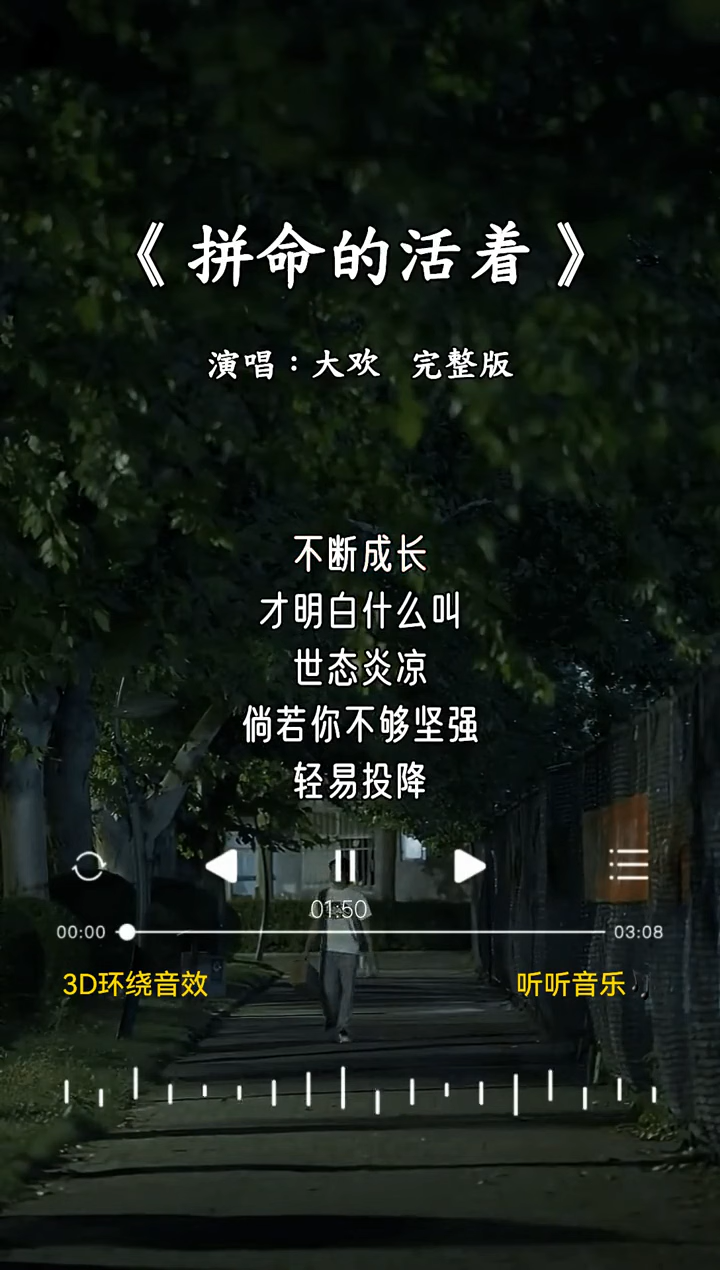 《 拼命的活着 》
演唱：大欢 完整版
不断成长
才明白什么叫
世态炎凉
倘若你不够坚强
轻易投降
01:50
00:00 03:08
3D环绕音效 听听音乐